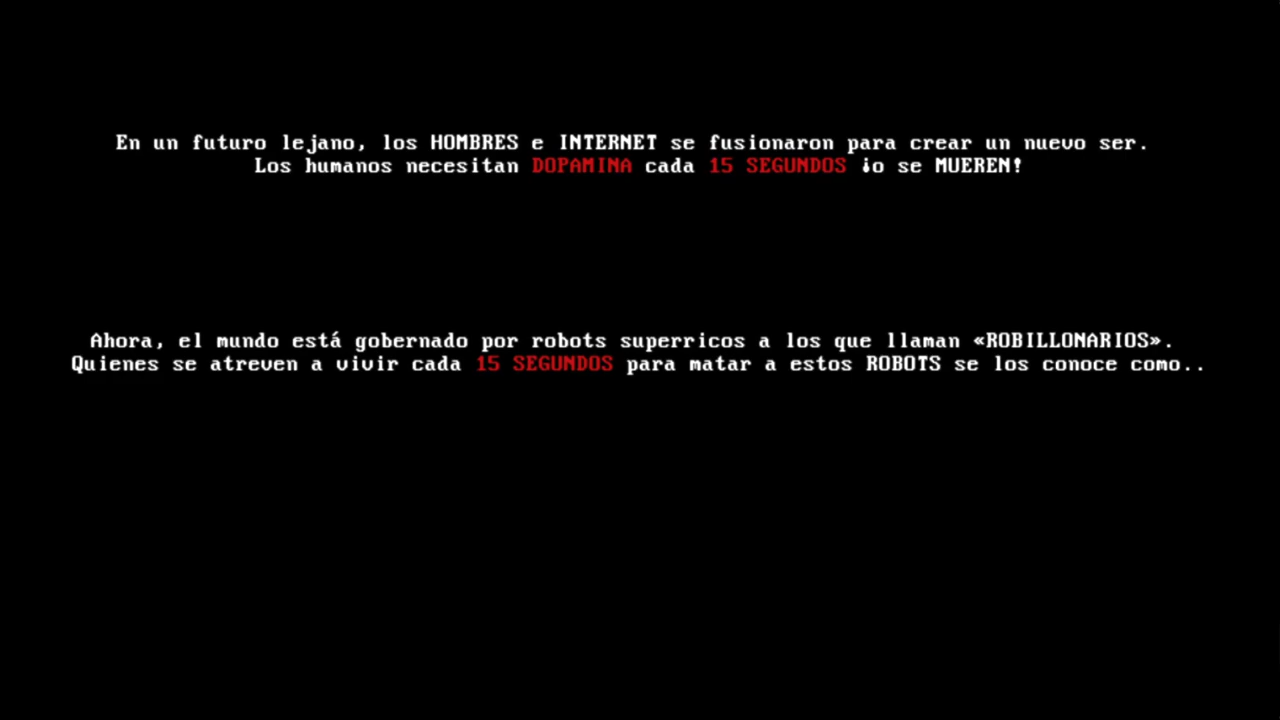 En un futuro lejano, los HOMBRES e INTERNET se fusionaron para crear un nuevo ser.
Los humanos necesitan DOPAMINA cada 15 SEGUNDOS ¡o se MUEREN!
Ahora, el mundo está gobernado por robots superricos a los que llaman «ROBILLONARIOS».
Quienes se atreven a vivir cada 15 SEGUNDOS para matar a estos ROBOTS se los conoce como..